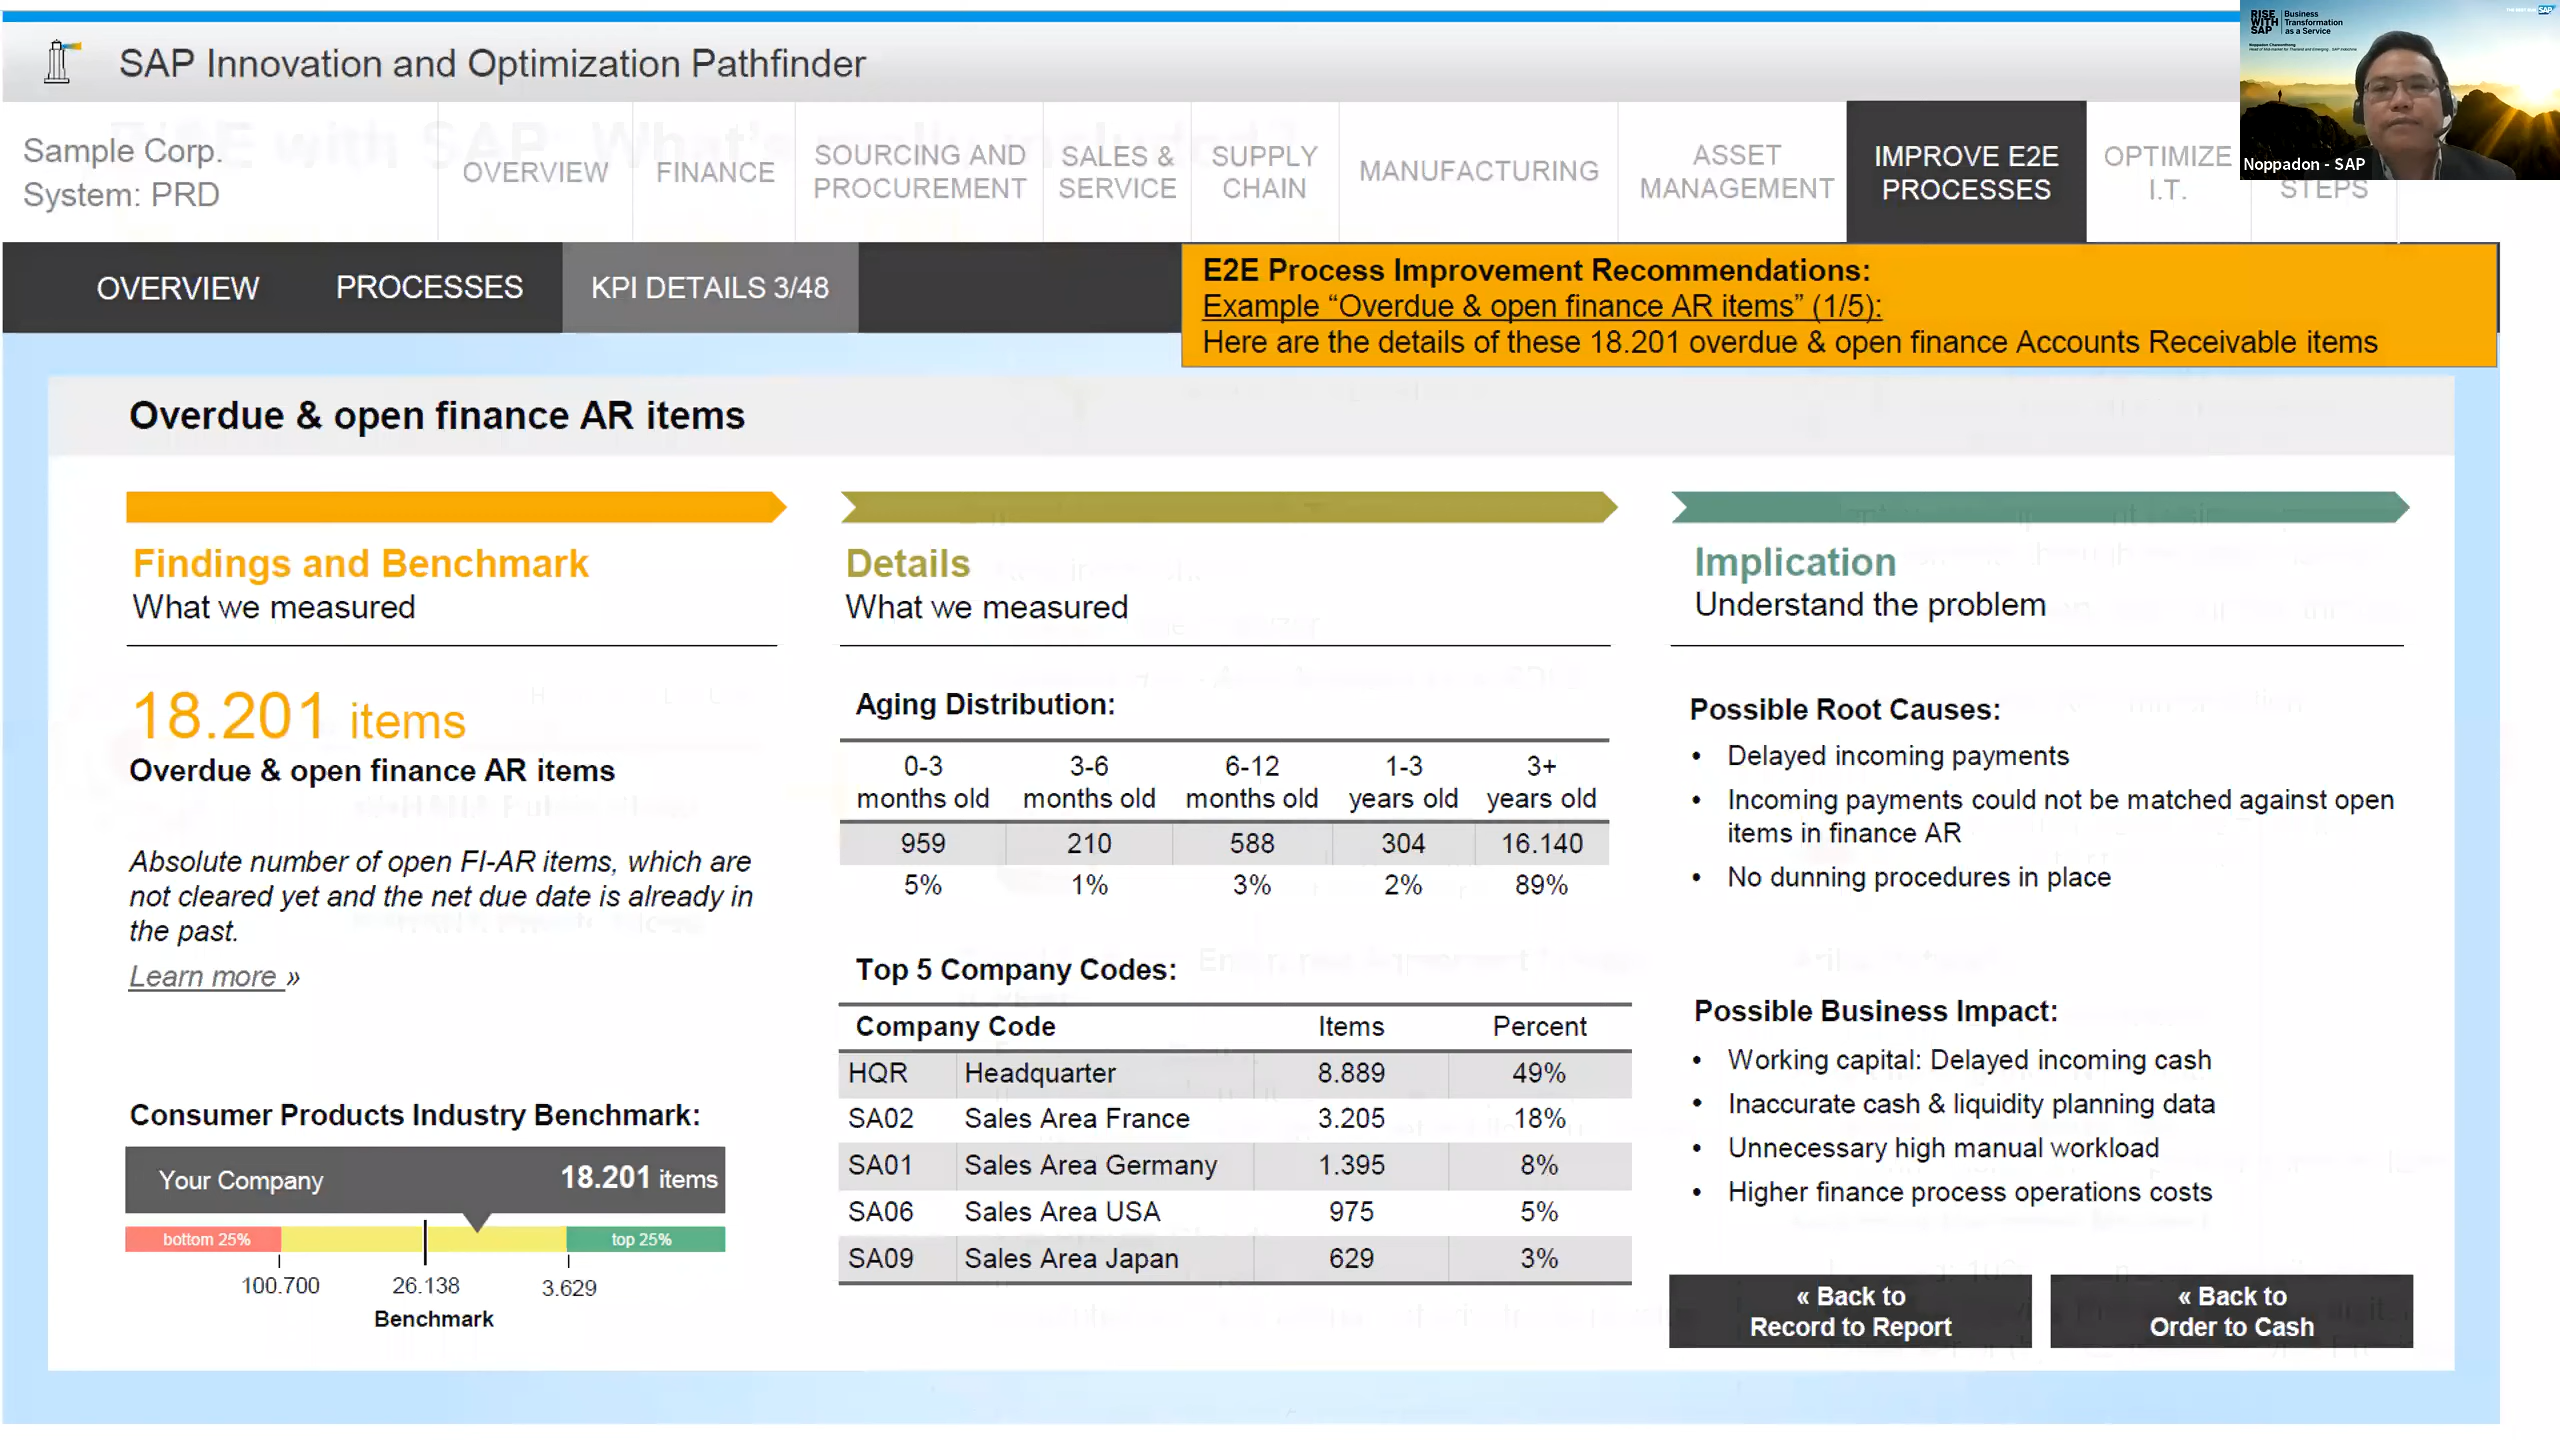 SAP Innovation and Optimization Pathfinder
RISE WITH SAP
Business Transformation as a Service
Noppadon - SAP
Sample Corp.
System: PRD
OVERVIEW
FINANCE
SOURCING AND PROCUREMENT
SALES & SERVICE
SUPPLY CHAIN
MANUFACTURING
ASSET MANAGEMENT
IMPROVE E2E PROCESSES
OPTIMIZE I.T.
STEPS
OVERVIEW
PROCESSES
KPI DETAILS 3/48
E2E Process Improvement Recommendations:
Example “Overdue & open finance AR items” (1/5):
Here are the details of these 18.201 overdue & open finance Accounts Receivable items
Overdue & open finance AR items
Findings and Benchmark
What we measured
18.201 items
Overdue & open finance AR items
Absolute number of open FI-AR items, which are
not cleared yet and the net due date is already in
the past.
Learn more »
Consumer Products Industry Benchmark:
Your Company 18.201 items
bottom 25% top 25%
100.700 26.138 3.629
Benchmark
Details
What we measured
Aging Distribution:
0-3 months old 3-6 months old 6-12 months old 1-3 years old 3+ years old
959 210 588 304 16.140
5% 1% 3% 2% 89%
Top 5 Company Codes:
Company Code Items Percent
HQR Headquarter 8.889 49%
SA02 Sales Area France 3.205 18%
SA01 Sales Area Germany 1.395 8%
SA06 Sales Area USA 975 5%
SA09 Sales Area Japan 629 3%
Implication
Understand the problem
Possible Root Causes:
• Delayed incoming payments
• Incoming payments could not be matched against open
items in finance AR
• No dunning procedures in place
Possible Business Impact:
• Working capital: Delayed incoming cash
• Inaccurate cash & liquidity planning data
• Unnecessary high manual workload
• Higher finance process operations costs
« Back to
Record to Report
« Back to
Order to Cash